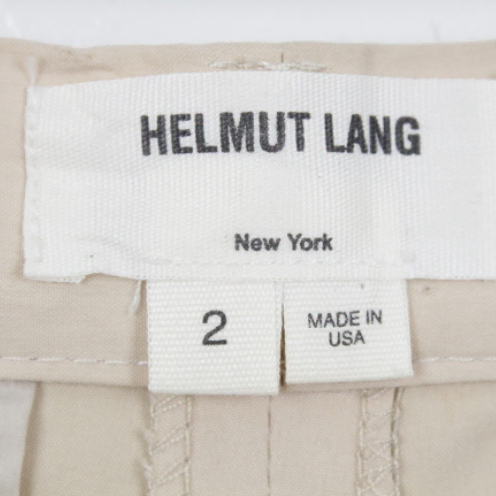 HELMUT LANG
New York
2
MADE IN
USA